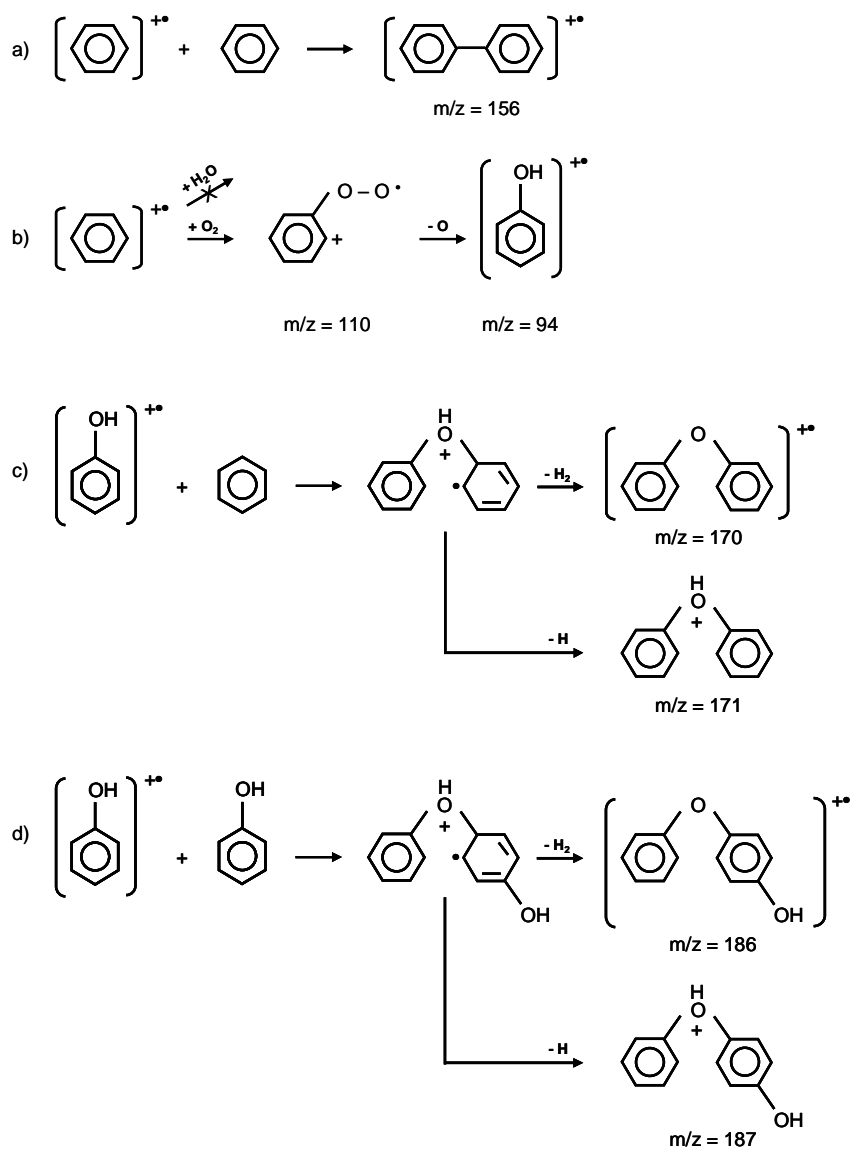 a) +• + +•
m/z = 156
b) +• + H₂O + O₂ O – O • + - O OH +•
m/z = 110 m/z = 94
c) OH +• + H O + • - H₂ O +•
m/z = 170
- H H O +
m/z = 171
d) OH +• + OH H O + • OH - H₂ O OH +•
m/z = 186
- H H O + OH
m/z = 187